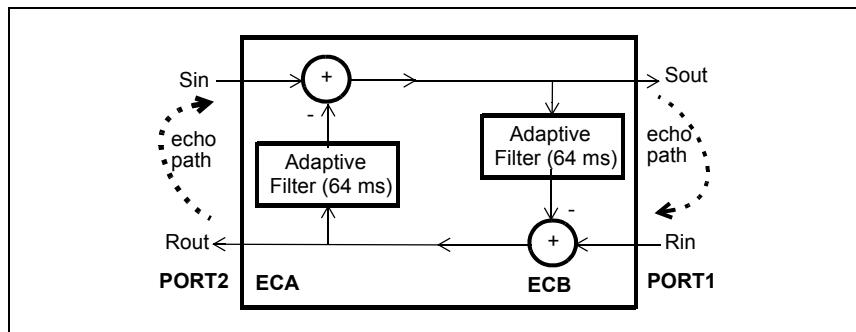 Sin
+
Sout
-
echo
path
Adaptive
Filter (64 ms)
Adaptive
Filter (64 ms)
echo
path
-
Rout
+
Rin
PORT2
ECA
ECB
PORT1